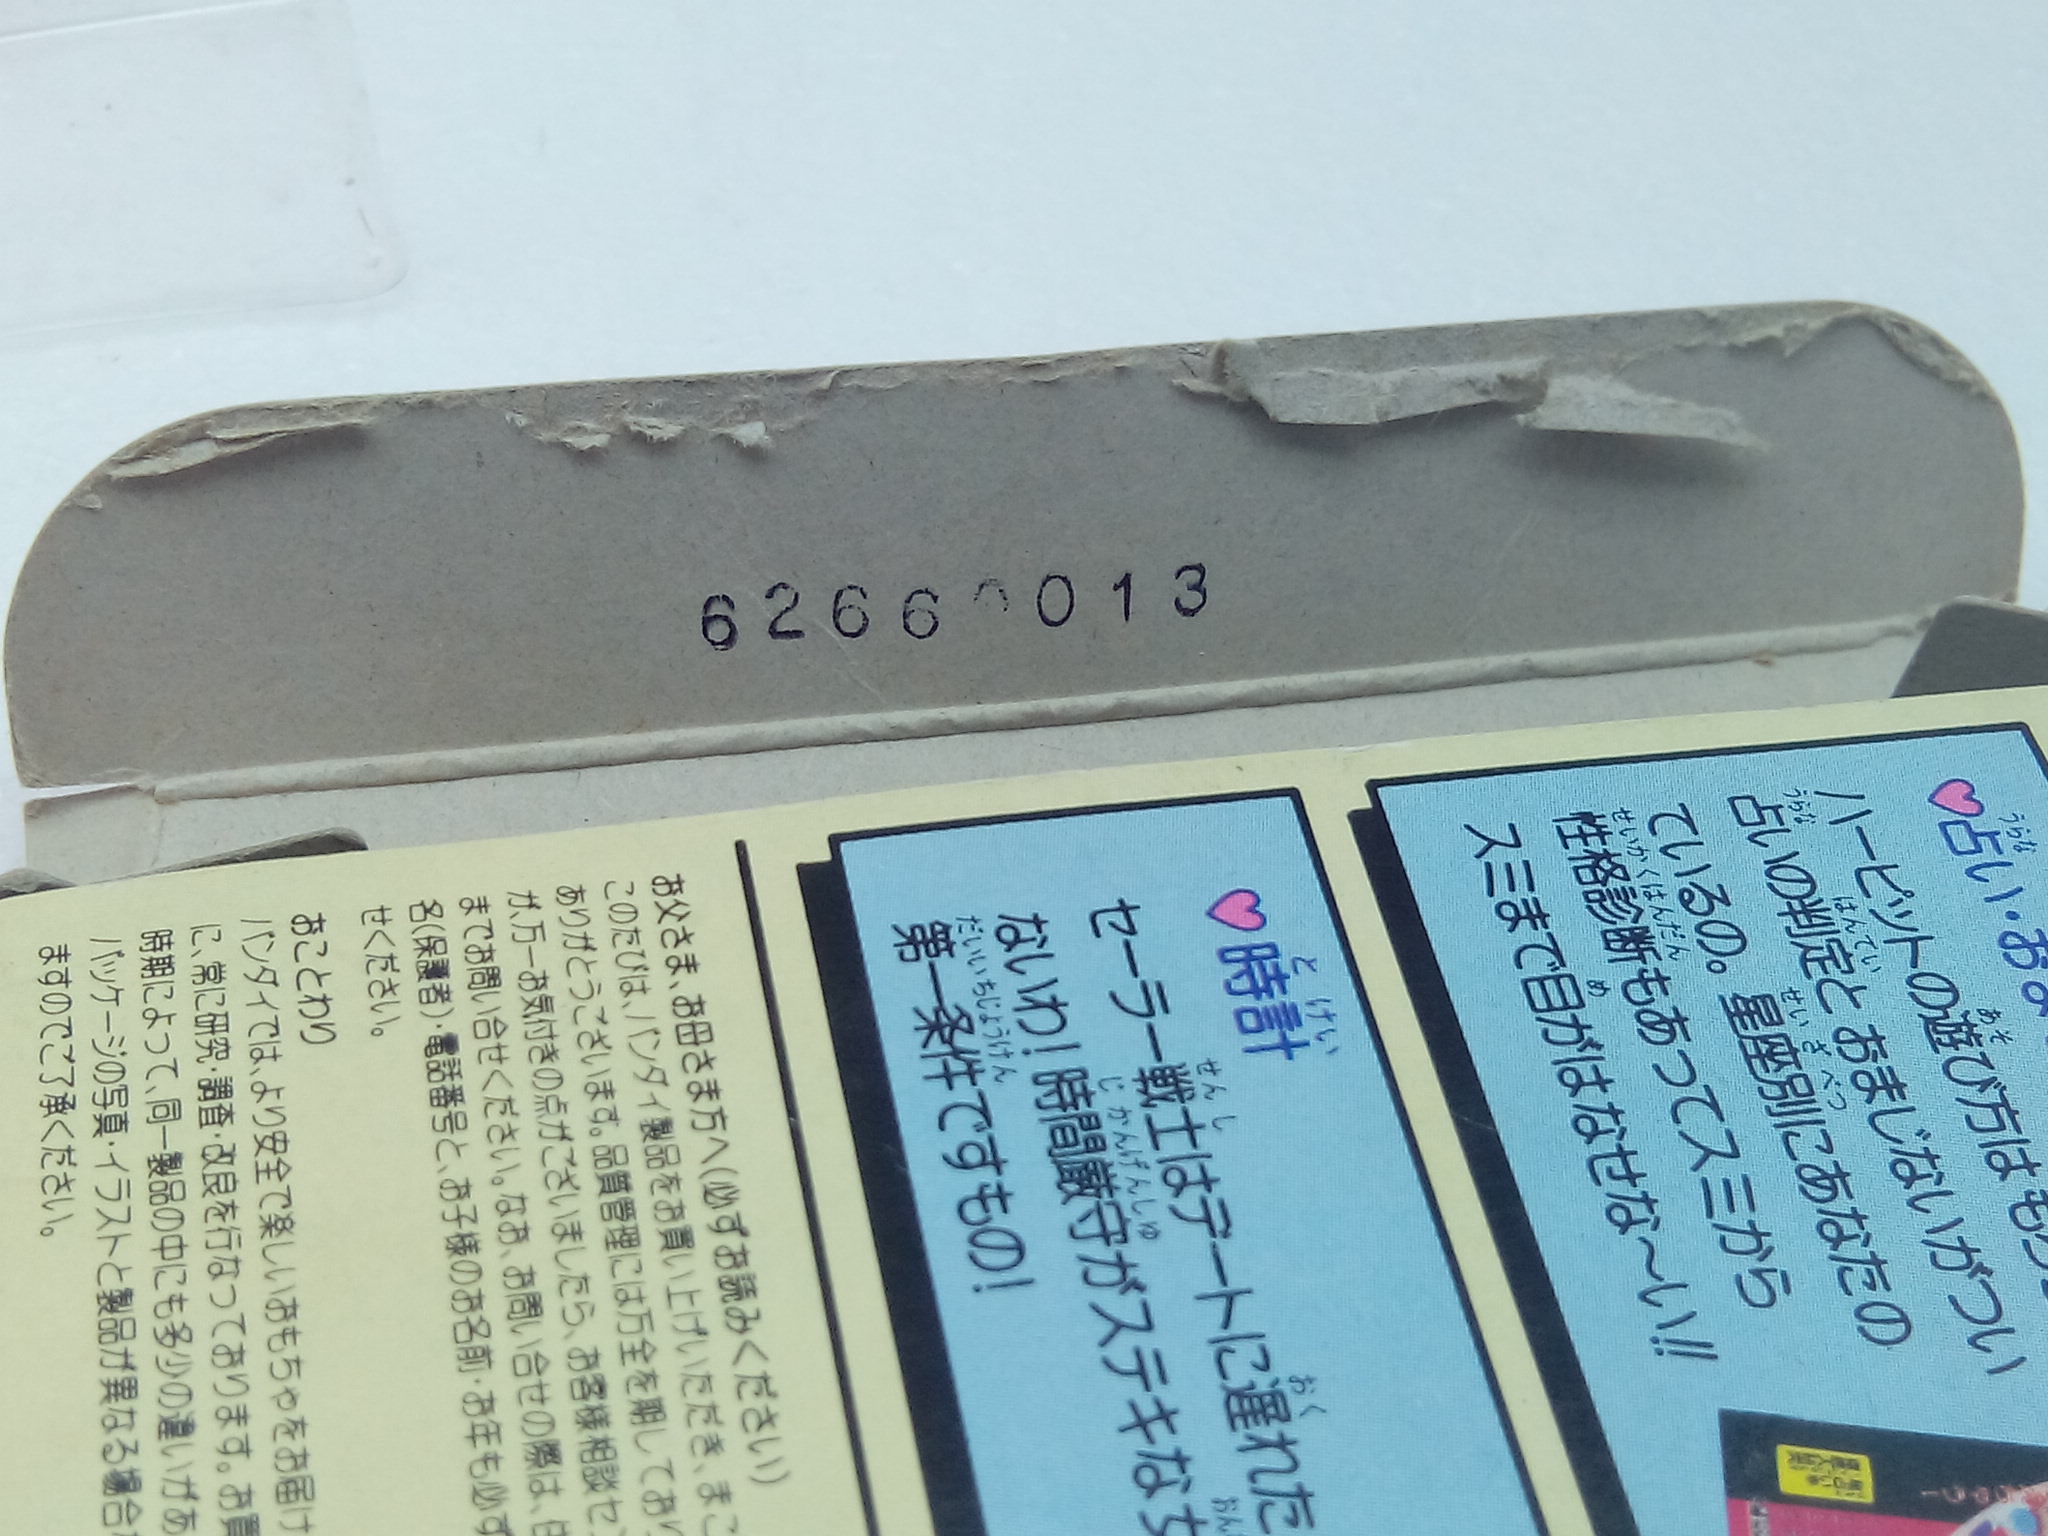 6266 013
♥占い・おま
ハーピットの遊び方は
占いの判定とおまじないがつい
ているの。星座別にあなたの
性格診断もあってスミから
スミまで目がはなせな〜い!!
♥時計
セーラー戦士はデートに遅れた
ないわ!時間厳守がステキな
第一条件ですもの!
お父さま、お母さま方へ(必ずお読みください)
このたびは、バンダイ製品をお買い上げいただき、まこ
ありがとうございます。品質管理には万全を期してお
が、万一お気付きの点がございましたら、お客様相談セ
までお問い合せください。なお、お問い合せの際は、
名(保護者)・電話番号と、お子様のお名前・お年も必ず
せください。
おことわり
バンダイでは、より安全で楽しいおもちゃをお届け
に、常に研究・調査・改良を行なっております。お買
時期によって、同一製品の中にも多少の違いがあ
パッケージの写真・イラストと製品が異なる場合
ますのでご了承ください。